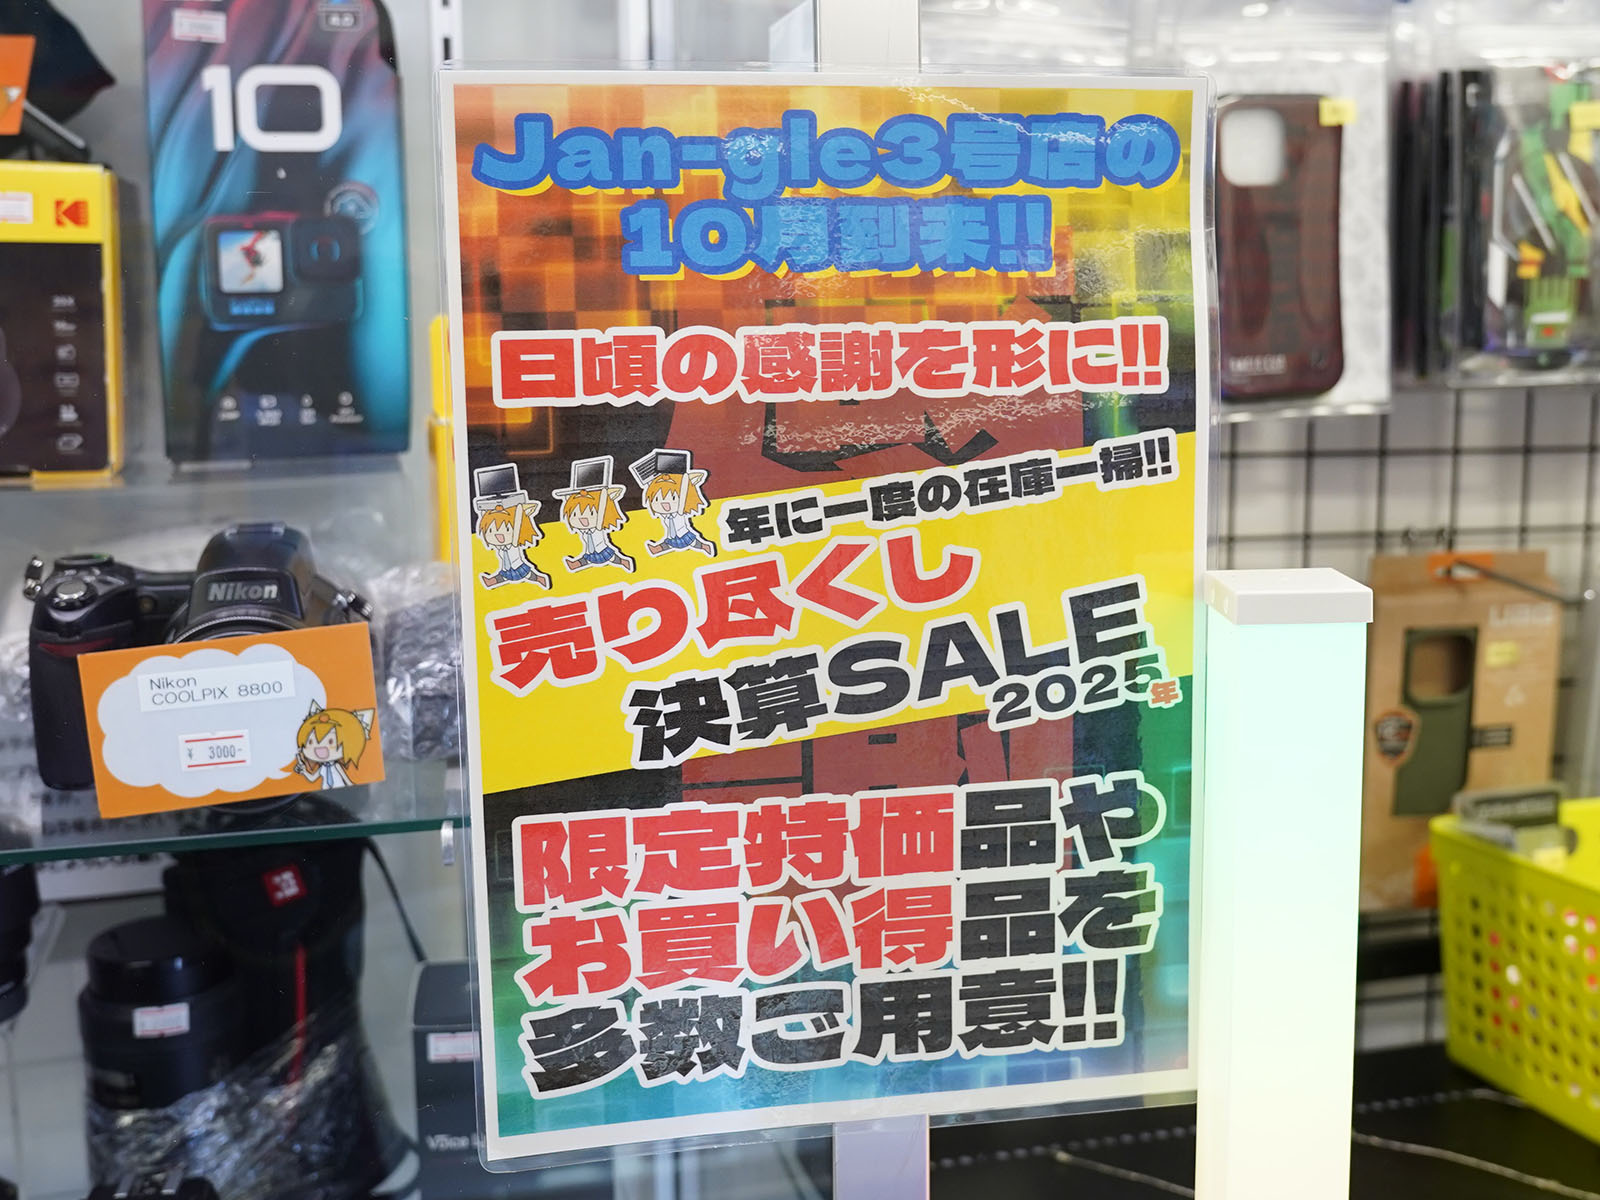 10
Kodak
Nikon
Nikon
COOLPIX 8800
¥ 3000-
Jan-gle3号店の
10月到来!!
日頃の感謝を形に!!
年に一度の在庫一掃!!
売り尽くし
決算SALE
2025年
限定特価品や
お買い得品を
多数ご用意!!
UAG